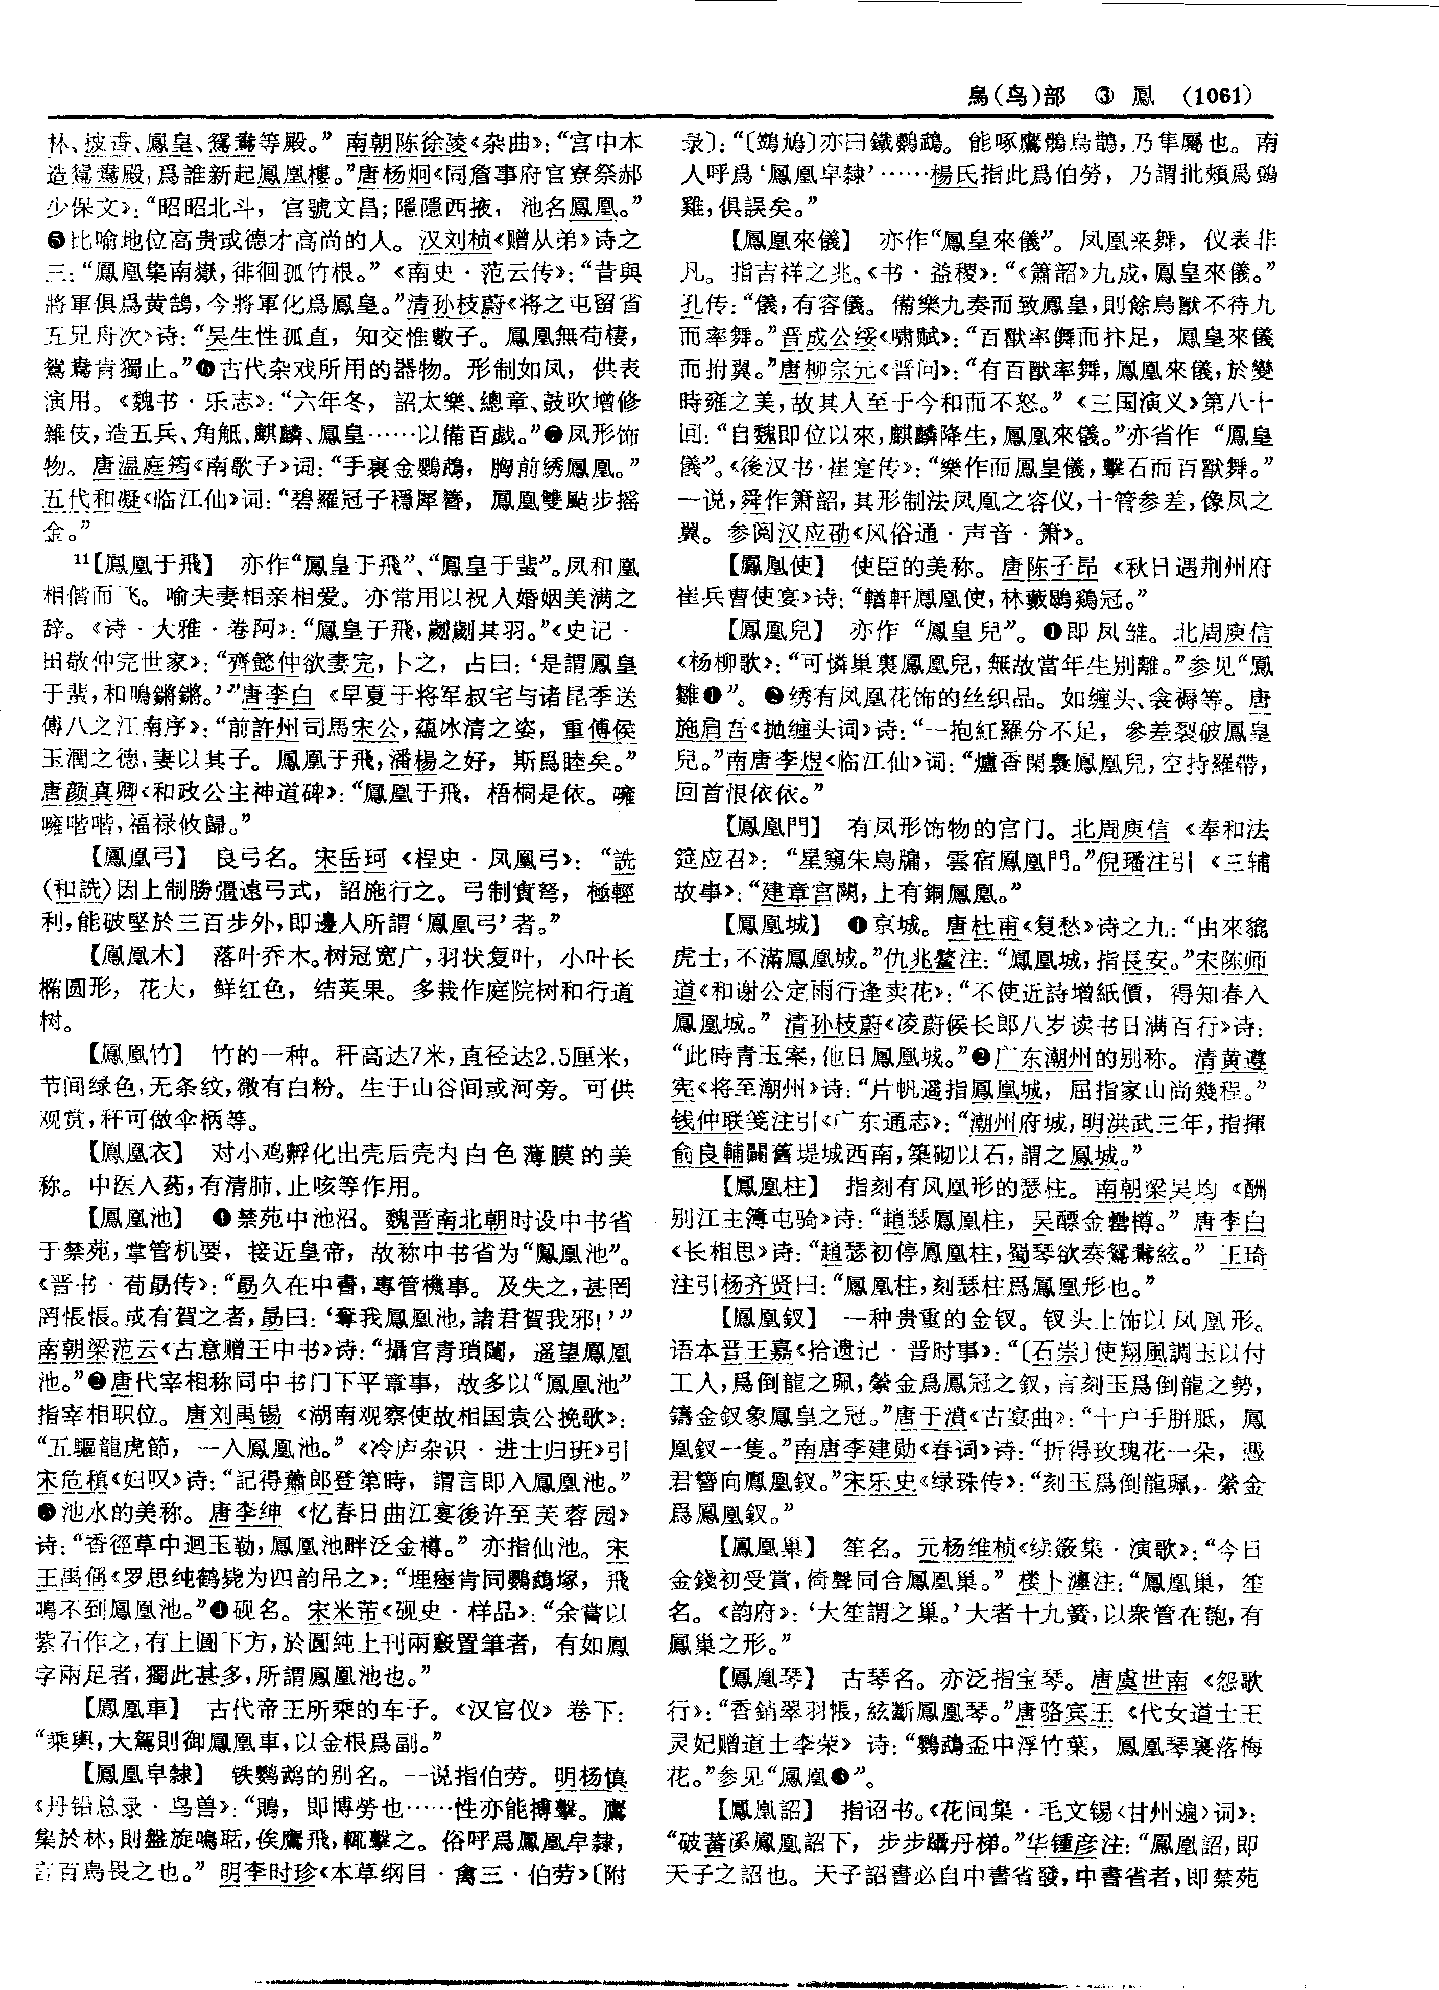 鳥(鸟)部　③　鳳　(1061)
林、披香、鳳皇、鴛鴦等殿。”南朝陈徐陵《杂曲》：“宫中本
造鴛鴦殿，爲誰新起鳳凰樓。”唐杨炯《同詹事府官寮祭郝
少保文》：“昭昭北斗，宫號文昌；隱隱西掖，池名鳳凰。”
❺比喻地位高贵或德才高尚的人。汉刘桢《赠从弟》诗之
三：“鳳凰集南嶽，徘徊孤竹根。”《南史·范云传》：“昔與
將軍俱爲黄鵠，今將軍化爲鳳皇。”清孙枝蔚《将之屯留省
五兄舟次》诗：“吴生性孤直，知交惟數子。鳳凰無苟棲，
鴛鴦肯獨止。”❻古代杂戏所用的器物。形制如凤，供表
演用。《魏书·乐志》：“六年冬，詔太樂、總章、鼓吹增修
雜伎，造五兵、角觝、麒麟、鳳皇……以備百戲。”❼凤形饰
物。唐温庭筠《南歌子》词：“手裏金鸚鵡，胸前绣鳳凰。”
五代和凝《临江仙》词：“碧羅冠子穩犀簪，鳳凰雙颭步摇
金。”
¹¹【鳳凰于飛】　亦作“鳳皇于飛”、“鳳皇于蜚”。凤和凰
相偕而飞。喻夫妻相亲相爱。亦常用以祝人婚姻美满之
辞。《诗·大雅·卷阿》：“鳳皇于飛，翽翽其羽。”《史记·
田敬仲完世家》：“齊懿仲欲妻完，卜之，占曰：‘是謂鳳皇
于蜚，和鳴鏘鏘。’”唐李白《早夏于将军叔宅与诸昆季送
傅八之江南序》：“前許州司馬宋公，蘊冰清之姿，重傅侯
玉潤之德，妻以其子。鳳凰于飛，潘楊之好，斯爲睦矣。”
唐颜真卿《和政公主神道碑》：“鳳凰于飛，梧桐是依。噰
噰喈喈，福禄攸歸。”
【鳳凰弓】　良弓名。宋岳珂《桯史·凤凰弓》：“詵
(和詵)因上制勝彊遠弓式，詔施行之。弓制實弩，極輕
利，能破堅於三百步外，即邊人所謂‘鳳凰弓’者。”
【鳳凰木】　落叶乔木。树冠宽广，羽状复叶，小叶长
椭圆形，花大，鲜红色，结荚果。多栽作庭院树和行道
树。
【鳳凰竹】　竹的一种。秆高达7米，直径达2.5厘米，
节间绿色，无条纹，微有白粉。生于山谷间或河旁。可供
观赏，秆可做伞柄等。
【鳳凰衣】　对小鸡孵化出壳后壳内白色薄膜的美
称。中医入药，有清肺、止咳等作用。
【鳳凰池】　❶禁苑中池沼。魏晋南北朝时设中书省
于禁苑，掌管机要，接近皇帝，故称中书省为“鳳凰池”。
《晋书·荀勗传》：“勗久在中書，專管機事。及失之，甚罔
罔悵悵。或有賀之者，勗曰：‘奪我鳳凰池，諸君賀我邪！’”
南朝梁范云《古意赠王中书》诗：“攝官青瑣闥，遥望鳳凰
池。”❷唐代宰相称同中书门下平章事，故多以“鳳凰池”
指宰相职位。唐刘禹锡《湖南观察使故相国袁公挽歌》：
“五驅龍虎節，一入鳳凰池。”《冷庐杂识·进士归班》引
宋危稹《妇叹》诗：“記得蕭郎登第時，謂言即入鳳凰池。”
❸池水的美称。唐李绅《忆春日曲江宴後许至芙蓉园》
诗：“香徑草中迴玉勒，鳳凰池畔泛金樽。”亦指仙池。宋
王禹偁《罗思纯鹤毙为四韵吊之》：“埋瘞肯同鸚鵡塚，飛
鳴不到鳳凰池。”❹砚名。宋米芾《砚史·样品》：“余嘗以
紫石作之，有上圓下方，於圓純上刊兩竅置筆者，有如鳳
字兩足者，獨此甚多，所謂鳳凰池也。”
【鳳凰車】　古代帝王所乘的车子。《汉官仪》卷下：
“乘輿，大駕則御鳳凰車，以金根爲副。”
【鳳凰皁隸】　铁鹦鹉的别名。一说指伯劳。明杨慎
《丹铅总录·鸟兽》：“鵙，即博勞也……性亦能搏擊。鷹
集於林，則盤旋鳴聒，俟鷹飛，輒擊之。俗呼爲鳳凰皁隸，
言百鳥畏之也。”明李时珍《本草纲目·禽三·伯劳》〔附
录〕：“〔鵧鳩〕亦曰鐵鸚鵡。能啄鷹鶻烏鵲，乃隼屬也。南
人呼爲‘鳳凰皁隸’……楊氏指此爲伯勞，乃謂批頰爲鵧
雞，俱誤矣。”
【鳳凰來儀】　亦作“鳳皇來儀”。凤凰来舞，仪表非
凡。指吉祥之兆。《书·益稷》：“《簫韶》九成，鳳皇來儀。”
孔传：“儀，有容儀。備樂九奏而致鳳皇，則餘鳥獸不待九
而率舞。”晋成公绥《啸赋》：“百獸率儛而抃足，鳳皇來儀
而拊翼。”唐柳宗元《晋问》：“有百獸率舞，鳳凰來儀，於變
時雍之美，故其人至于今和而不怒。”《三国演义》第八十
回：“自魏即位以來，麒麟降生，鳳凰來儀。”亦省作“鳳皇
儀”。《後汉书·崔寔传》：“樂作而鳳皇儀，擊石而百獸舞。”
一说，舜作箫韶，其形制法凤凰之容仪，十管参差，像凤之
翼。参阅汉应劭《风俗通·声音·箫》。
【鳳凰使】　使臣的美称。唐陈子昂《秋日遇荆州府
崔兵曹使宴》诗：“輶軒鳳凰使，林藪鶡鷄冠。”
【鳳凰兒】　亦作“鳳皇兒”。❶即凤雏。北周庾信
《杨柳歌》：“可憐巢裏鳳凰兒，無故當年生别離。”参见“鳳
雛❶”。❷绣有凤凰花饰的丝织品。如缠头、衾褥等。唐
施肩吾《抛缠头词》诗：“一抱紅羅分不足，參差裂破鳳皇
兒。”南唐李煜《临江仙》词：“爐香閑裊鳳凰兒，空持羅帶，
回首恨依依。”
【鳳凰門】　有凤形饰物的宫门。北周庾信《奉和法
筵应召》：“星窺朱鳥牖，雲宿鳳凰門。”倪璠注引《三辅
故事》：“建章宫闕，上有銅鳳凰。”
【鳳凰城】　❶京城。唐杜甫《复愁》诗之九：“由來貔
虎士，不滿鳳凰城。”仇兆鳌注：“鳳凰城，指長安。”宋陈师
道《和谢公定雨行逢卖花》：“不使近詩增紙價，得知春入
鳳凰城。”清孙枝蔚《凌蔚侯长郎八岁读书日满百行》诗：
“此時青玉案，他日鳳凰城。”❷广东潮州的别称。清黄遵
宪《将至潮州》诗：“片帆遥指鳳凰城，屈指家山尚幾程。”
钱仲联笺注引《广东通志》：“潮州府城，明洪武三年，指揮
俞良輔闢舊堤城西南，築砌以石，謂之鳳城。”
【鳳凰柱】　指刻有凤凰形的瑟柱。南朝梁吴均《酬
别江主簿屯骑》诗：“趙瑟鳳凰柱，吴醥金罍樽。”唐李白
《长相思》诗：“趙瑟初停鳳凰柱，蜀琴欲奏鴛鴦絃。”王琦
注引杨齐贤曰：“鳳凰柱，刻瑟柱爲鳳凰形也。”
【鳳凰釵】　一种贵重的金钗。钗头上饰以凤凰形。
语本晋王嘉《拾遗记·晋时事》：“〔石崇〕使翔風調玉以付
工人，爲倒龍之珮，縈金爲鳳冠之釵，言刻玉爲倒龍之勢，
鑄金釵象鳳皇之冠。”唐于濆《古宴曲》：“十户手胼胝，鳳
凰釵一隻。”南唐李建勋《春词》诗：“折得玫瑰花一朵，憑
君簪向鳳凰釵。”宋乐史《绿珠传》：“刻玉爲倒龍珮，縈金
爲鳳凰釵。”
【鳳凰巢】　笙名。元杨维桢《续奁集·演歌》：“今日
金錢初受賞，倚聲同合鳳凰巢。”楼卜瀍注：“鳳凰巢，笙
名。《韵府》：‘大笙謂之巢。’大者十九簧，以衆管在匏，有
鳳巢之形。”
【鳳凰琴】　古琴名。亦泛指宝琴。唐虞世南《怨歌
行》：“香銷翠羽帳，絃斷鳳凰琴。”唐骆宾王《代女道士王
灵妃赠道士李荣》诗：“鸚鵡盃中浮竹葉，鳳凰琴裏落梅
花。”参见“鳳凰❸”。
【鳳凰詔】　指诏书。《花间集·毛文锡〈甘州遍〉词》：
“破蕃溪鳳凰詔下，步步躡丹梯。”华锺彦注：“鳳凰詔，即
天子之詔也。天子詔書必自中書省發，中書省者，即禁苑